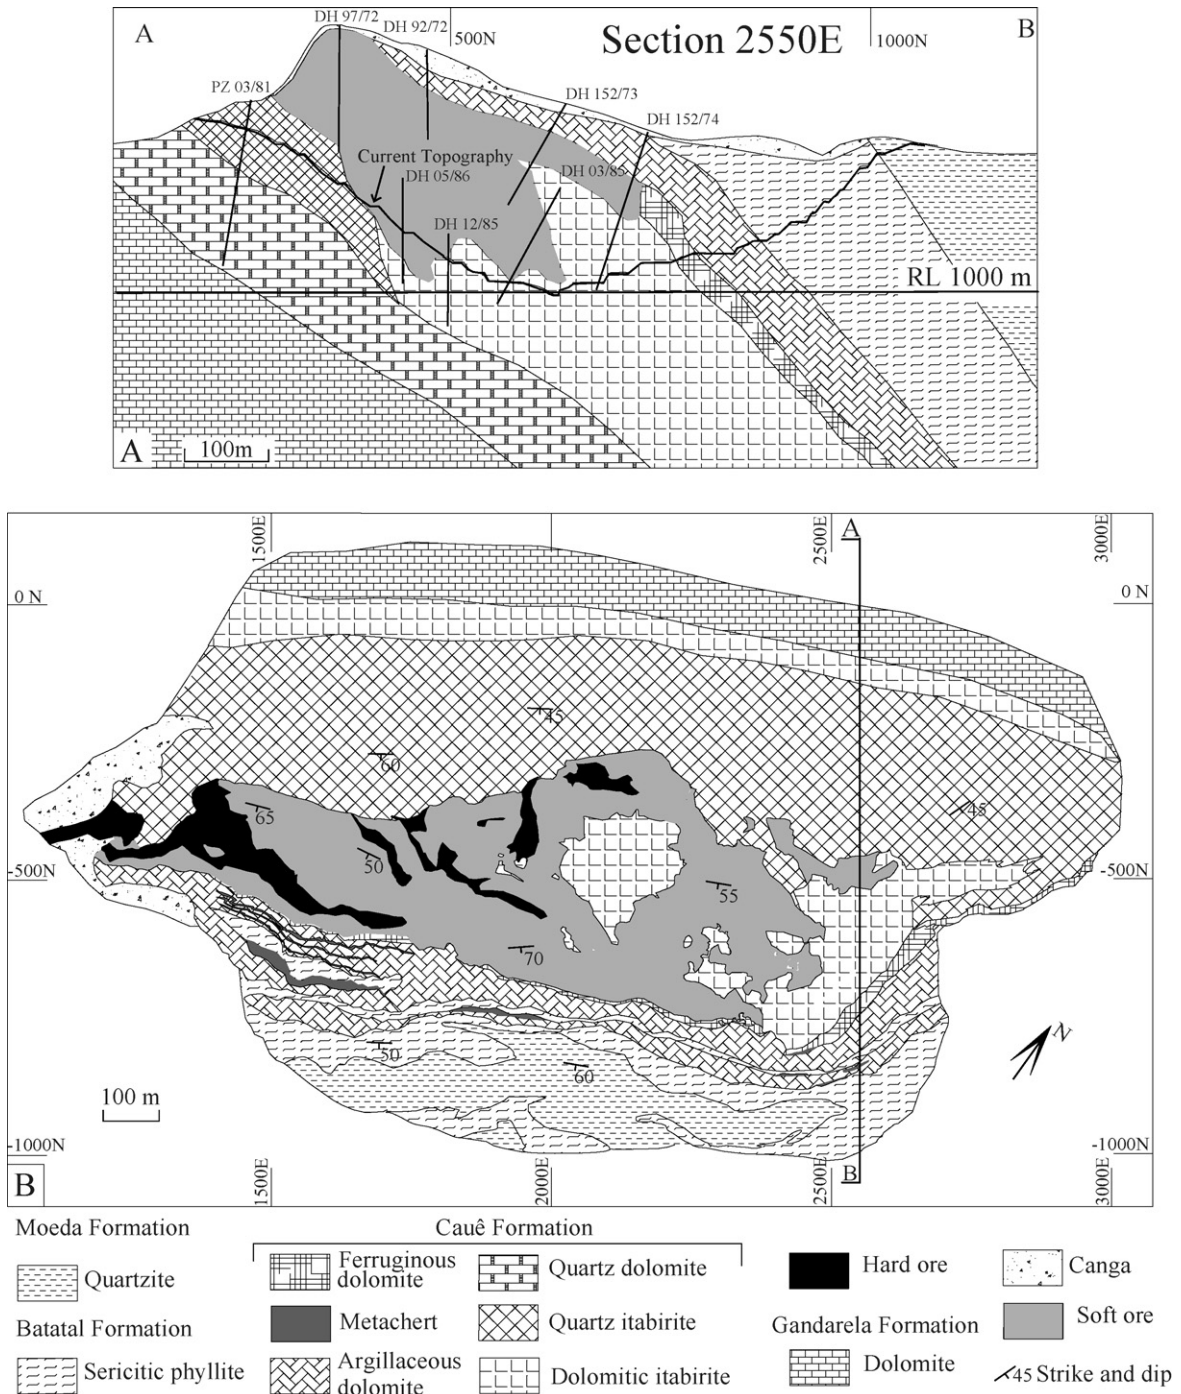 A
DH 97/72
DH 92/72
500N
Section 2550E
1000N
B
PZ 03/81
DH 152/73
DH 152/74
Current Topography
DH 05/86
DH 03/85
DH 12/85
RL 1000 m
A
100m
1500E
2500E
A
3000E
0 N
0 N
45
60
65
45
50
-500N
-500N
55
70
50
60
N
100 m
-1000N
-1000N
B
1500E
2000E
2500E
B
3000E
Moeda Formation
Cauê Formation
Quartzite
Ferruginous
dolomite
Quartz dolomite
Hard ore
Canga
Batatal Formation
Metachert
Quartz itabirite
Gandarela Formation
Soft ore
Sericitic phyllite
Argillaceous
dolomite
Dolomitic itabirite
Dolomite
45 Strike and dip